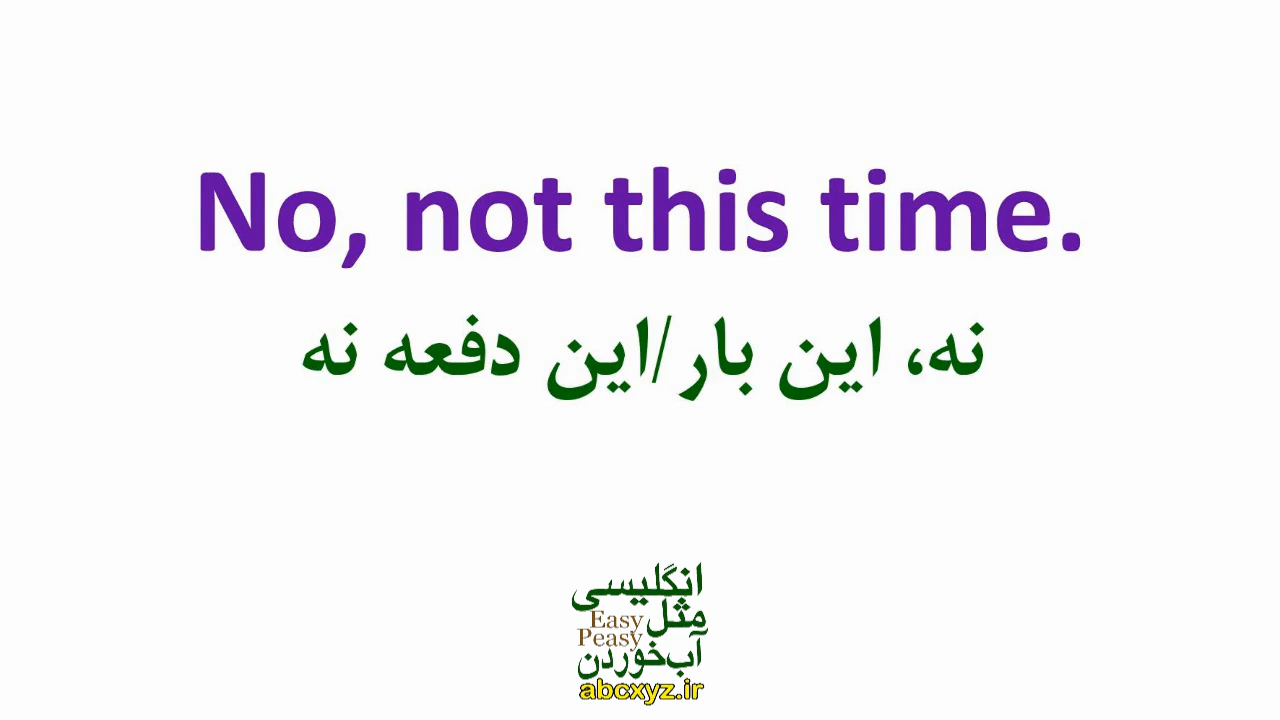 No, not this time.
نه، این بار/این دفعه نه
انگلیسی
مثل Easy
Peasy
آب‌خوردن
abcxyz.ir